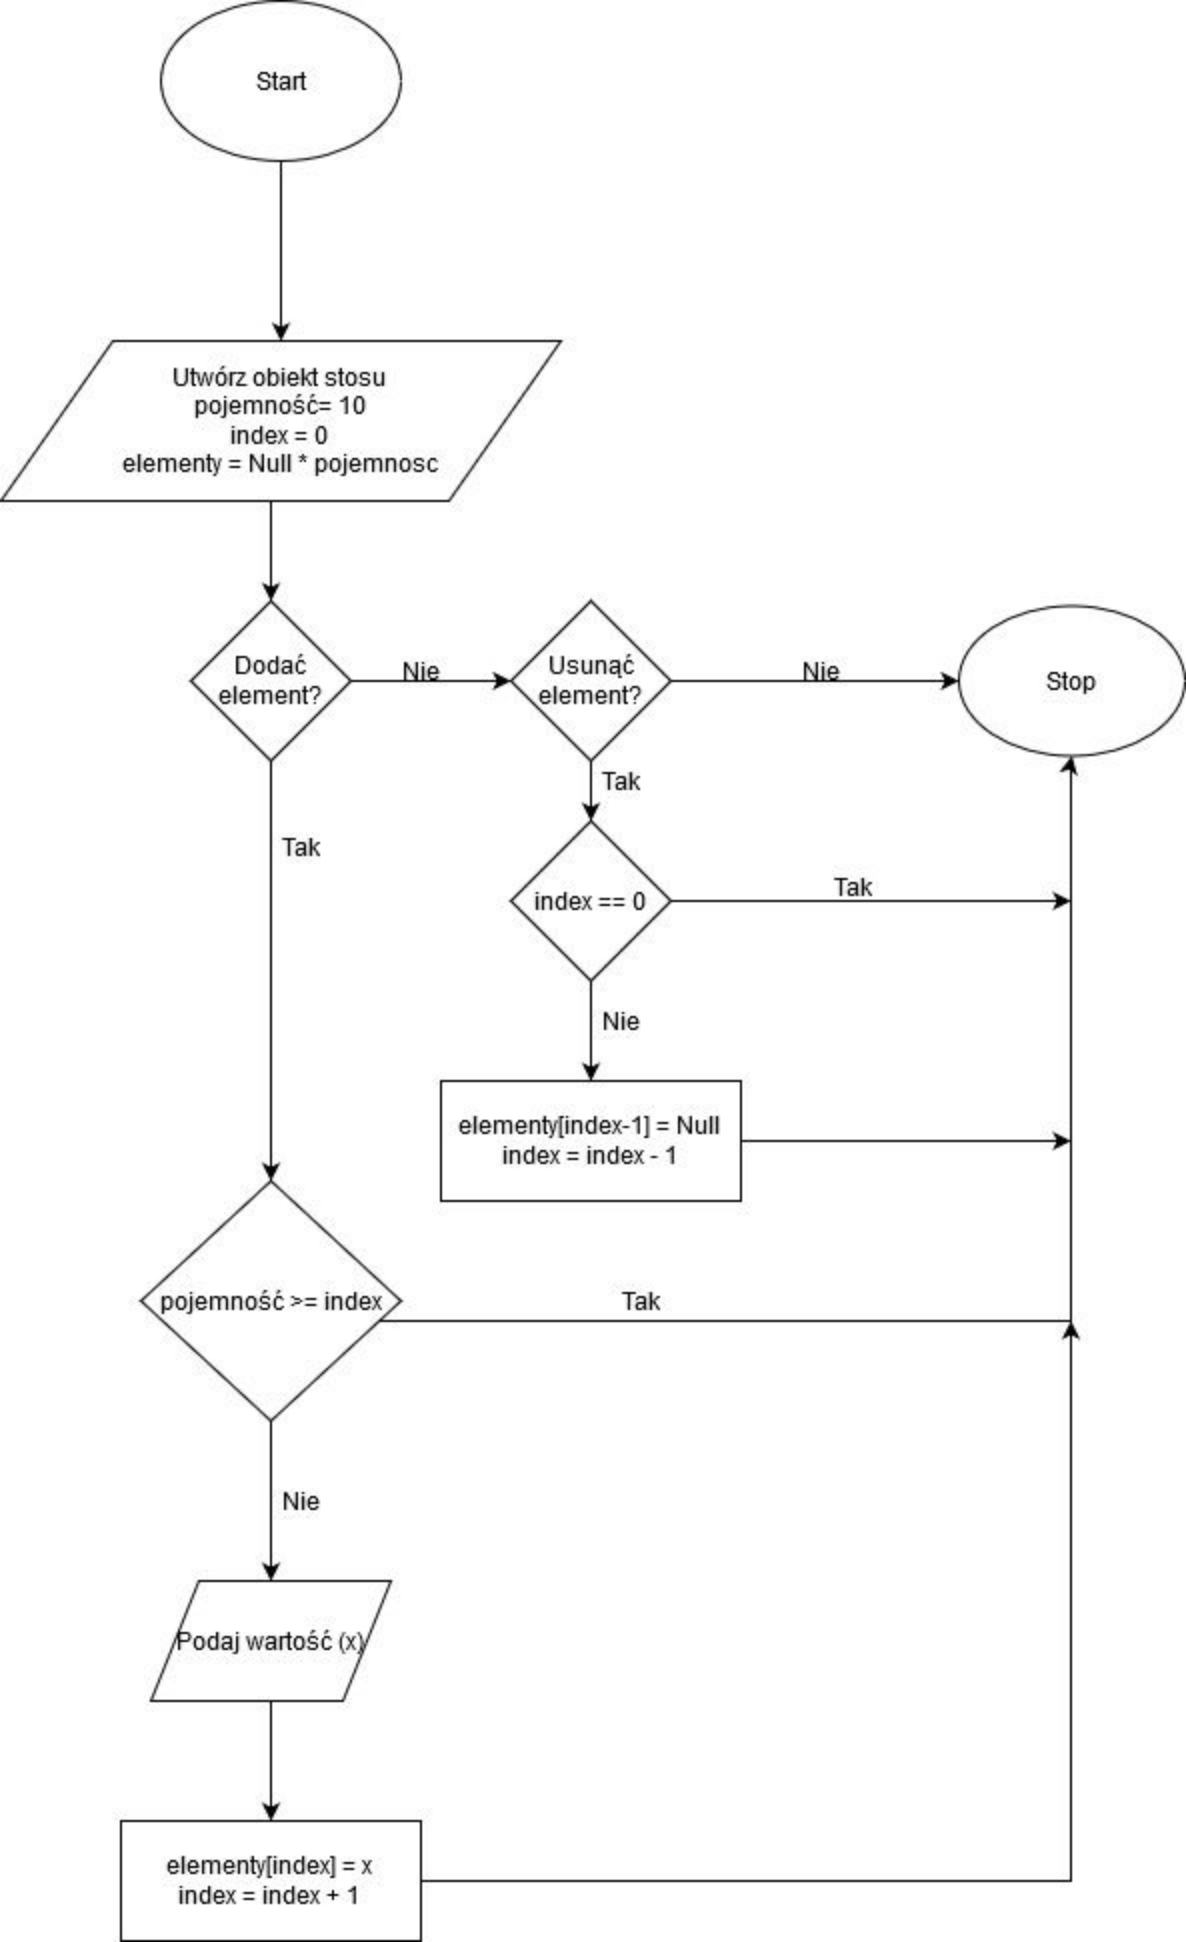 Start
Utwórz obiekt stosu
pojemność= 10
index = 0
elementy = Null * pojemnosc
Dodać
element?
Nie
Usunąć
element?
Nie
Stop
Tak
Tak
index == 0
Tak
Nie
elementy[index-1] = Null
index = index - 1
pojemność >= index
Tak
Nie
Podaj wartość (x)
elementy[index] = x
index = index + 1